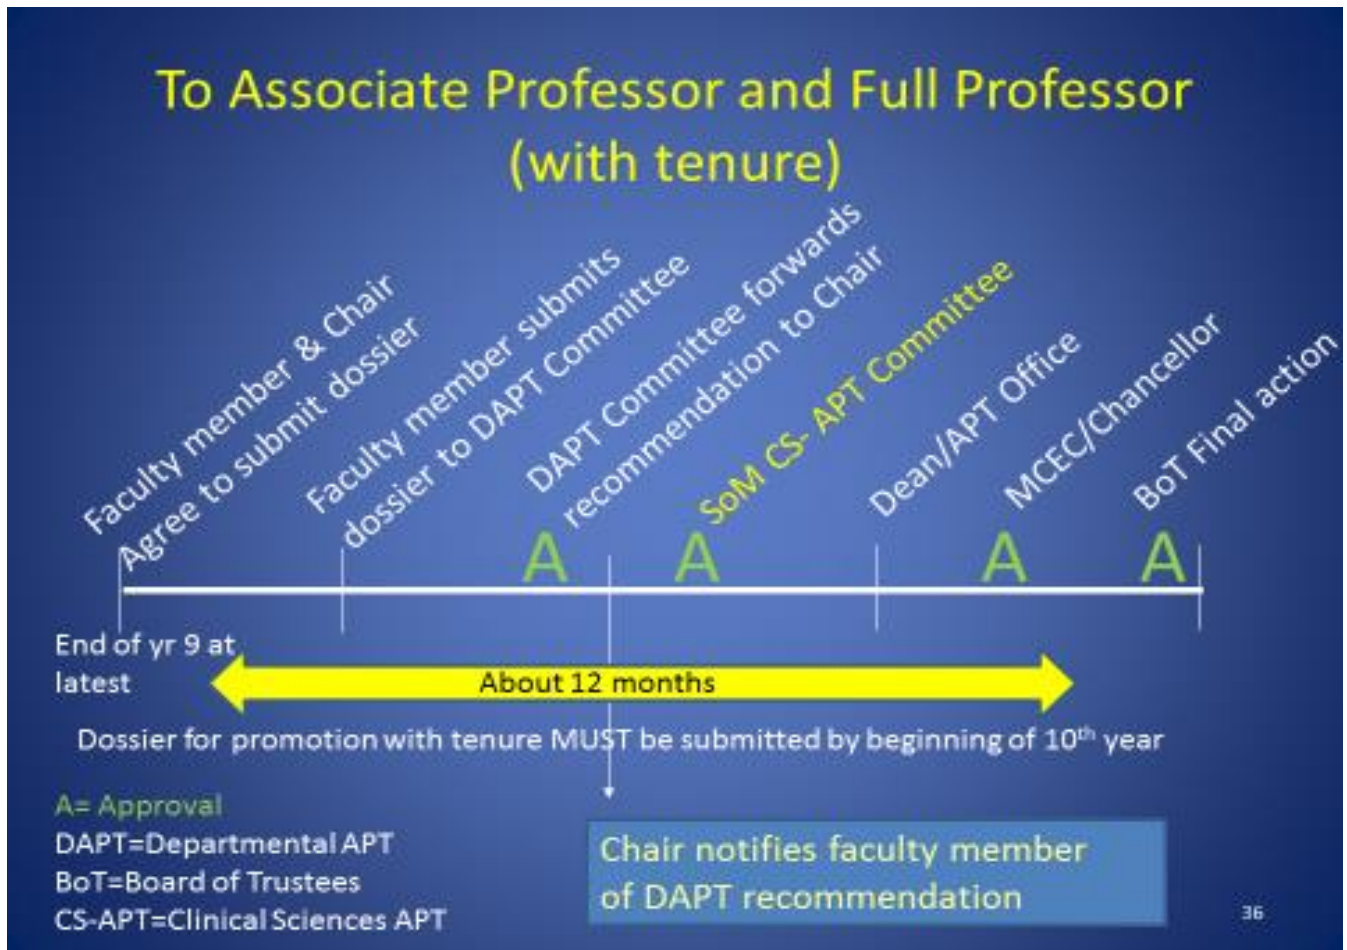 To Associate Professor and Full Professor
(with tenure)
Faculty member & Chair
Agree to submit dossier
Faculty member submits
dossier to DAPT Committee
DAPT Committee forwards
recommendation to Chair
SoM CS- APT Committee
Dean/APT Office
MCEC/Chancellor
BoT Final action
A
A
A
A
End of yr 9 at
latest
About 12 months
Dossier for promotion with tenure MUST be submitted by beginning of 10th year
A= Approval
DAPT=Departmental APT
BoT=Board of Trustees
CS-APT=Clinical Sciences APT
Chair notifies faculty member
of DAPT recommendation
36